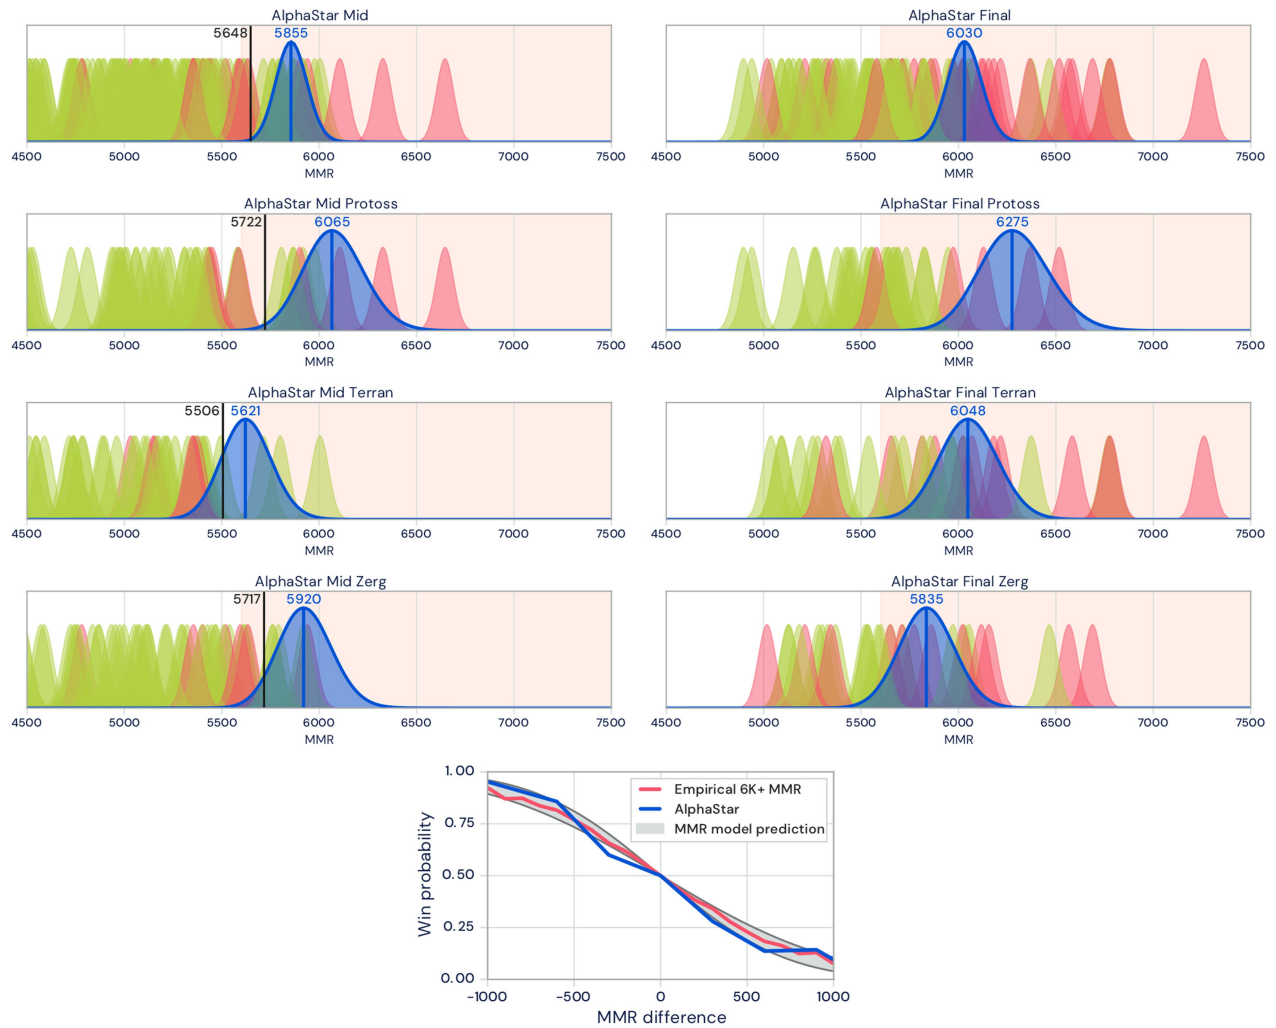 AlphaStar Mid
5648 5855
4500 5000 5500 6000 6500 7000 7500
MMR
AlphaStar Final
6030
4500 5000 5500 6000 6500 7000 7500
MMR
AlphaStar Mid Protoss
5722 6065
4500 5000 5500 6000 6500 7000 7500
MMR
AlphaStar Final Protoss
6275
4500 5000 5500 6000 6500 7000 7500
MMR
AlphaStar Mid Terran
5506 5621
4500 5000 5500 6000 6500 7000 7500
MMR
AlphaStar Final Terran
6048
4500 5000 5500 6000 6500 7000 7500
MMR
AlphaStar Mid Zerg
5717 5920
4500 5000 5500 6000 6500 7000 7500
MMR
AlphaStar Final Zerg
5835
4500 5000 5500 6000 6500 7000 7500
MMR
Win probability
1.00
0.75
0.50
0.25
0.00
Empirical 6K+ MMR
AlphaStar
MMR model prediction
-1000 -500 0 500 1000
MMR difference